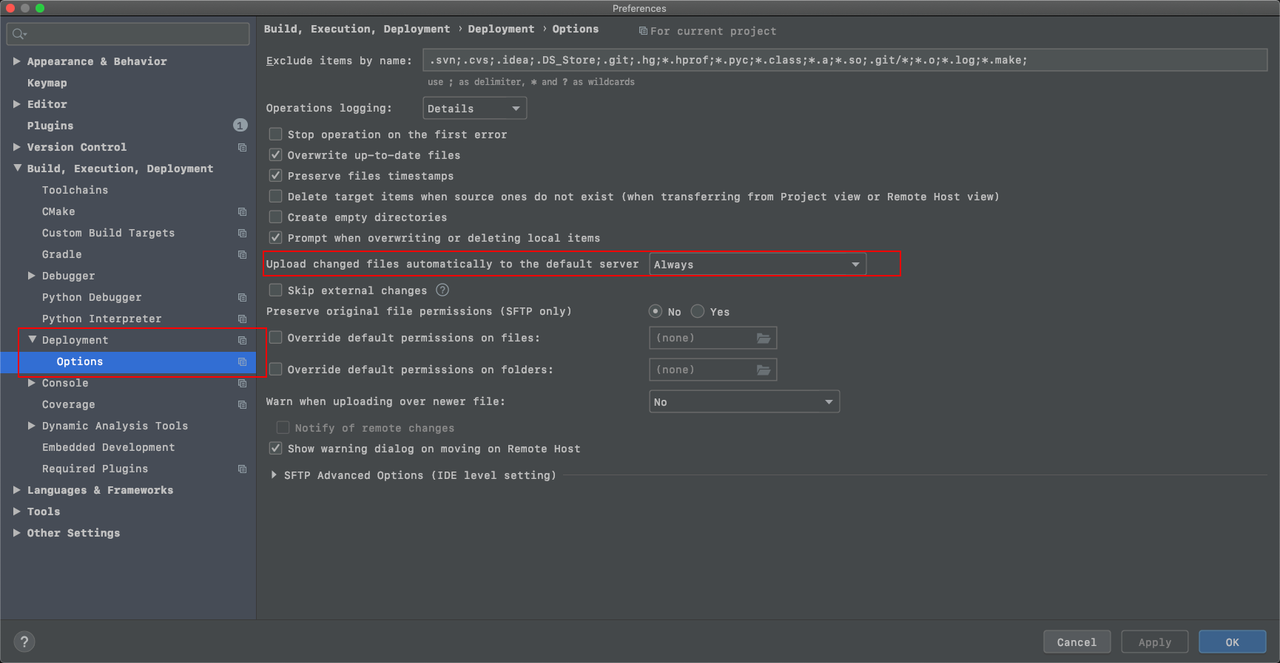 Preferences
Appearance & Behavior
Keymap
Editor
Plugins 1
Version Control
Build, Execution, Deployment
Toolchains
CMake
Custom Build Targets
Gradle
Debugger
Python Debugger
Python Interpreter
Deployment
Options
Console
Coverage
Dynamic Analysis Tools
Embedded Development
Required Plugins
Languages & Frameworks
Tools
Other Settings
Build, Execution, Deployment › Deployment › Options For current project
Exclude items by name: .svn;.cvs;.idea;.DS_Store;.git;.hg;*.hprof;*.pyc;*.class;*.a;*.so;.git/*;*.o;*.log;*.make;
use ; as delimiter, * and ? as wildcards
Operations logging: Details
Stop operation on the first error
Overwrite up-to-date files
Preserve files timestamps
Delete target items when source ones do not exist (when transferring from Project view or Remote Host view)
Create empty directories
Prompt when overwriting or deleting local items
Upload changed files automatically to the default server Always
Skip external changes ?
Preserve original file permissions (SFTP only) No Yes
Override default permissions on files: (none)
Override default permissions on folders: (none)
Warn when uploading over newer file: No
Notify of remote changes
Show warning dialog on moving on Remote Host
SFTP Advanced Options (IDE level setting)
? Cancel Apply OK